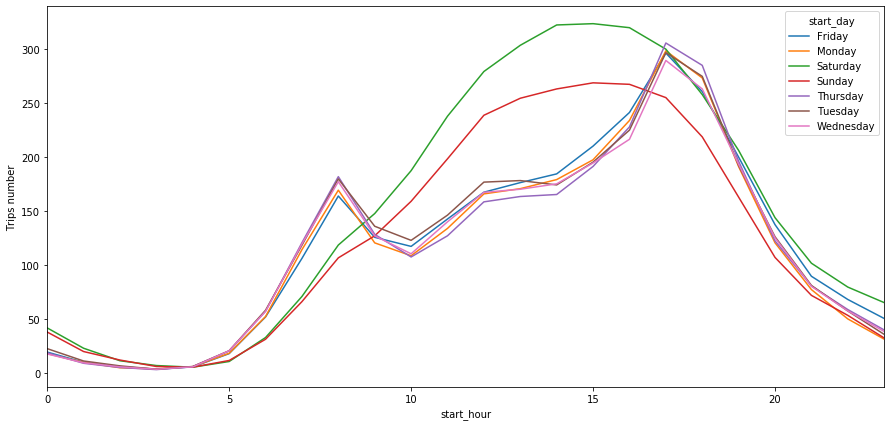 start_day
Friday
Monday
Saturday
Sunday
Thursday
Tuesday
Wednesday
Trips number
300
250
200
150
100
50
0
0 5 10 15 20
start_hour